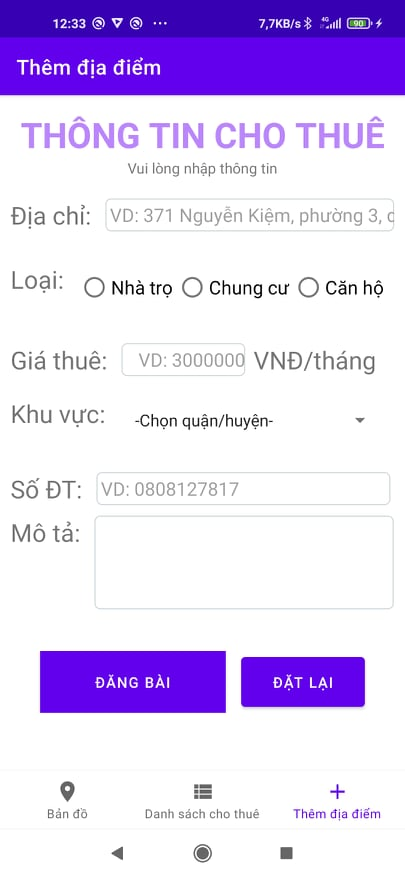 12:33 ... 7,7KB/s 4G 90
Thêm địa điểm
THÔNG TIN CHO THUÊ
Vui lòng nhập thông tin
Địa chỉ: VD: 371 Nguyễn Kiệm, phường 3,
Loại: Nhà trọ Chung cư Căn hộ
Giá thuê: VD: 3000000 VNĐ/tháng
Khu vực: -Chọn quận/huyện-
Số ĐT: VD: 0808127817
Mô tả:
ĐĂNG BÀI ĐẶT LẠI
Bản đồ Danh sách cho thuê Thêm địa điểm